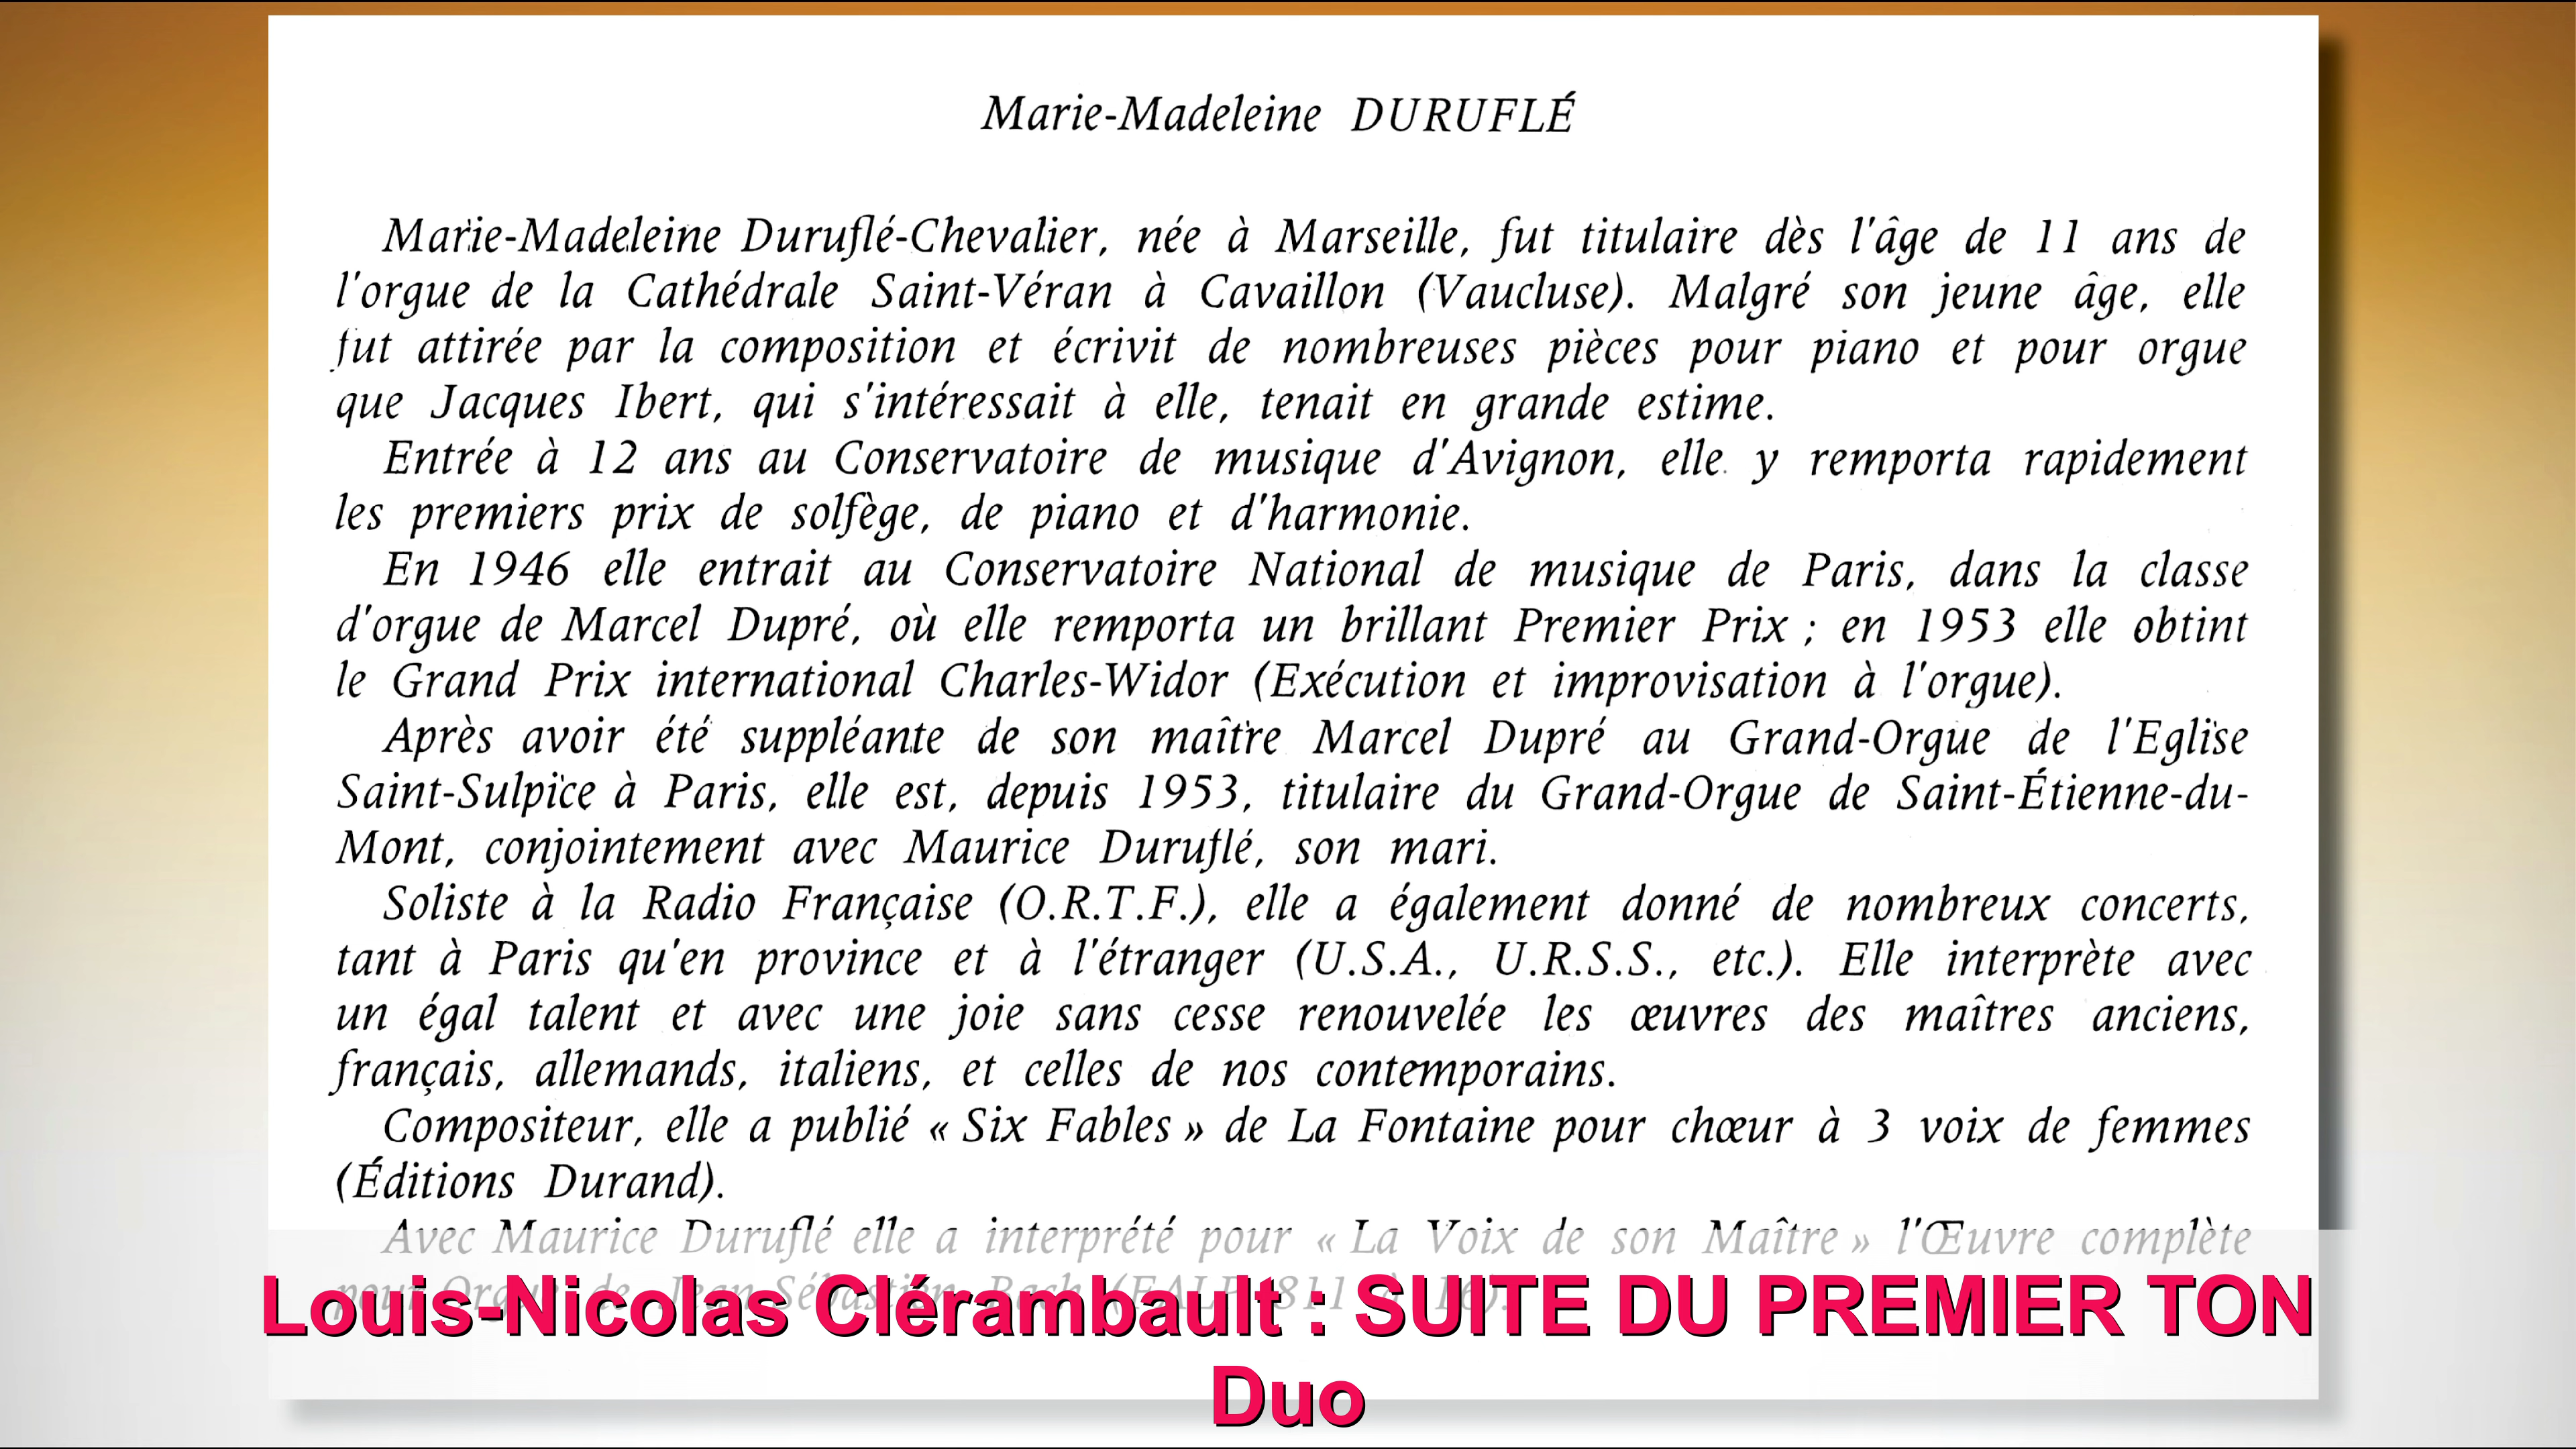 Marie-Madeleine DURUFLÉ
Marie-Madeleine Duruflé-Chevalier, née à Marseille, fut titulaire dès l'âge de 11 ans de
l'orgue de la Cathédrale Saint-Véran à Cavaillon (Vaucluse). Malgré son jeune âge, elle
fut attirée par la composition et écrivit de nombreuses pièces pour piano et pour orgue
que Jacques Ibert, qui s'intéressait à elle, tenait en grande estime.
Entrée à 12 ans au Conservatoire de musique d'Avignon, elle y remporta rapidement
les premiers prix de solfège, de piano et d'harmonie.
En 1946 elle entrait au Conservatoire National de musique de Paris, dans la classe
d'orgue de Marcel Dupré, où elle remporta un brillant Premier Prix ; en 1953 elle obtint
le Grand Prix international Charles-Widor (Exécution et improvisation à l'orgue).
Après avoir été suppléante de son maître Marcel Dupré au Grand-Orgue de l'Eglise
Saint-Sulpice à Paris, elle est, depuis 1953, titulaire du Grand-Orgue de Saint-Étienne-du-
Mont, conjointement avec Maurice Duruflé, son mari.
Soliste à la Radio Française (O.R.T.F.), elle a également donné de nombreux concerts,
tant à Paris qu'en province et à l'étranger (U.S.A., U.R.S.S., etc.). Elle interprète avec
un égal talent et avec une joie sans cesse renouvelée les œuvres des maîtres anciens,
français, allemands, italiens, et celles de nos contemporains.
Compositeur, elle a publié « Six Fables » de La Fontaine pour chœur à 3 voix de femmes
(Éditions Durand).
Avec Maurice Duruflé elle a interprété pour « La Voix de son Maître » l'Œuvre complète
pour Orgue de Jean-Sébastien Bach
Louis-Nicolas Clérambault : SUITE DU PREMIER TON
Duo